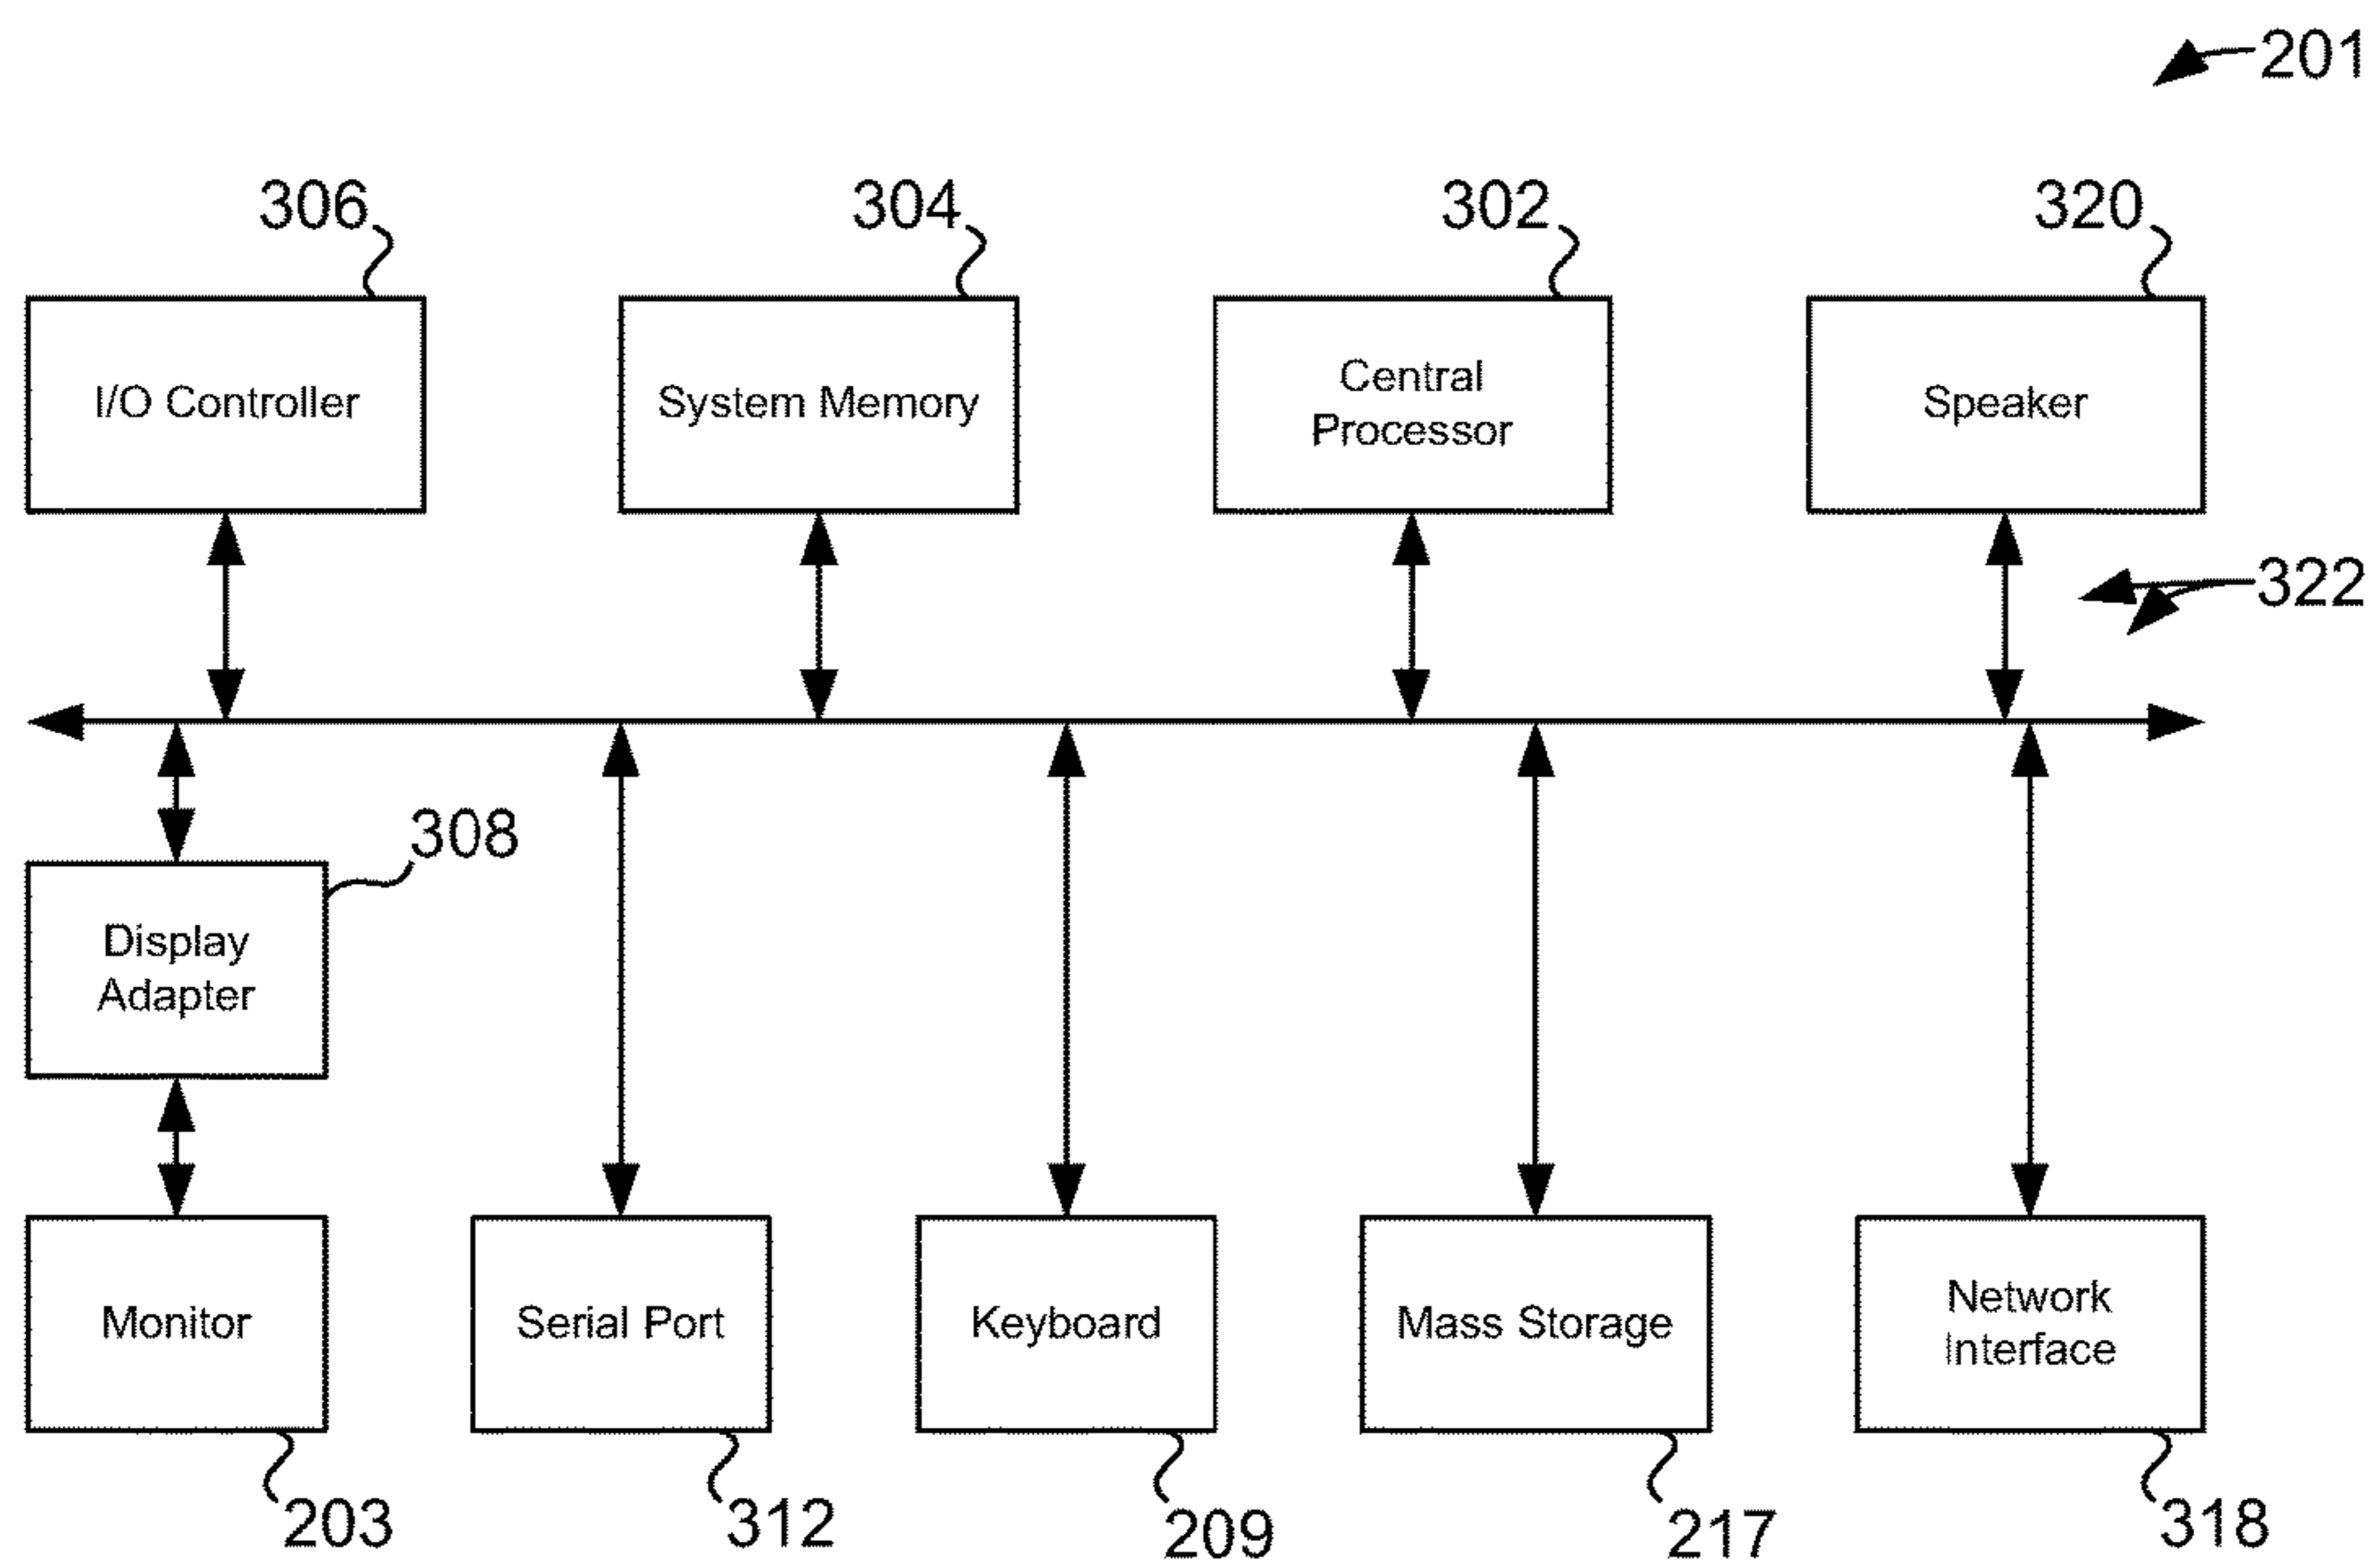 201
306
304
302
320
I/O Controller
System Memory
Central
Processor
Speaker
322
308
Display
Adapter
Monitor
Serial Port
Keyboard
Mass Storage
Network
Interface
203
312
209
217
318